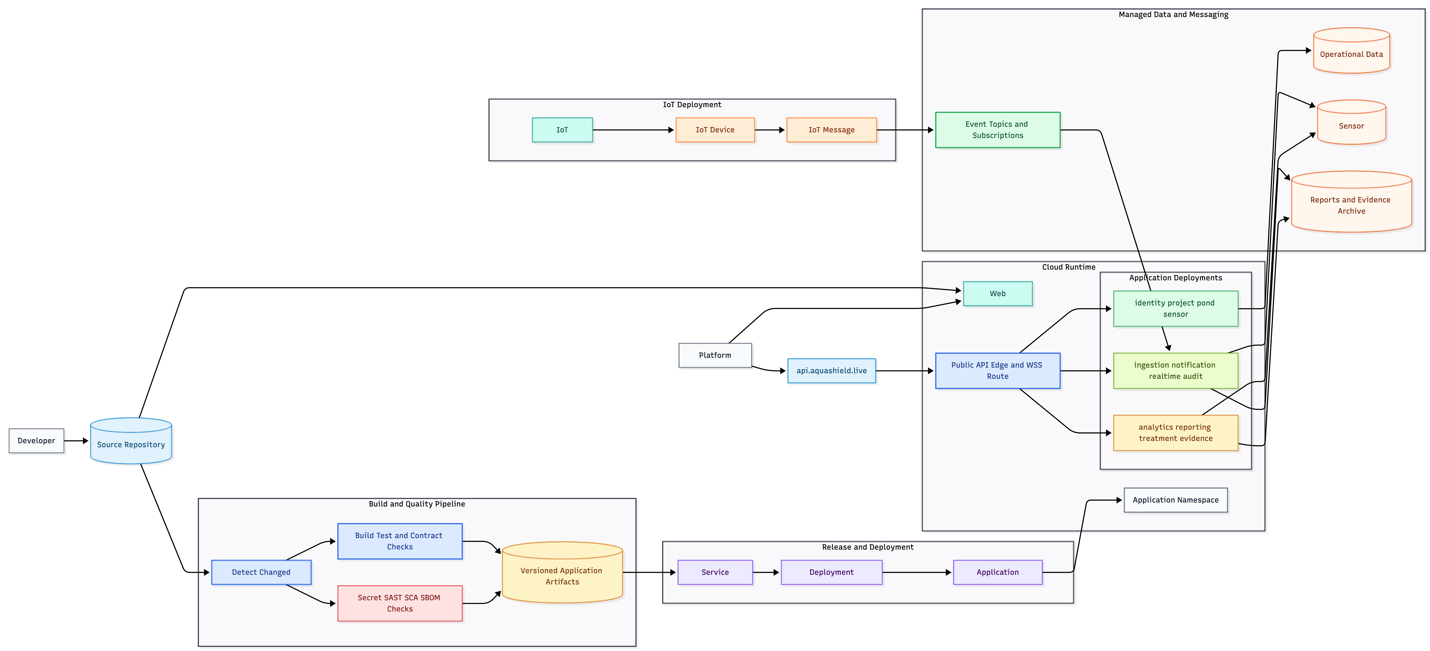 Managed Data and Messaging
Operational Data
Sensor
Reports and Evidence
Archive
Event Topics and
Subscriptions
IoT Deployment
IoT
IoT Device
IoT Message
Cloud Runtime
Application Deployments
Web
identity project pond
sensor
Platform
api.aquashield.live
Public API Edge and WSS
Route
ingestion notification
realtime audit
analytics reporting
treatment evidence
Application Namespace
Developer
Source Repository
Build and Quality Pipeline
Detect Changed
Build Test and Contract
Checks
Secret SAST SCA SBOM
Checks
Versioned Application
Artifacts
Release and Deployment
Service
Deployment
Application